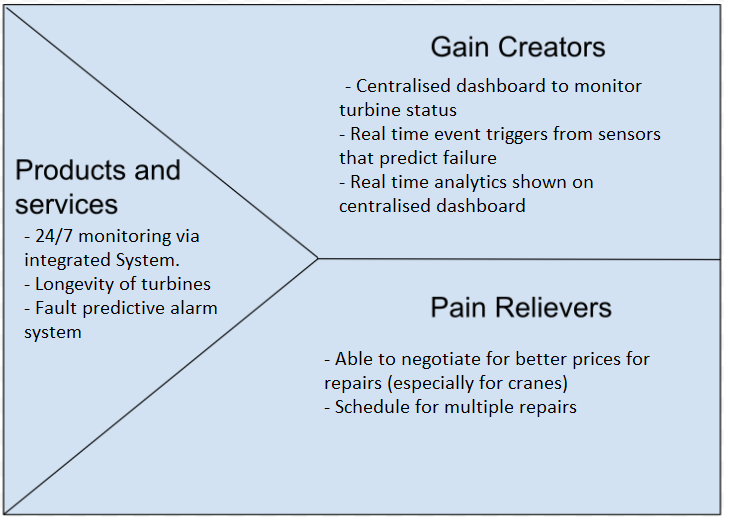 Gain Creators
- Centralised dashboard to monitor
turbine status
- Real time event triggers from sensors
that predict failure
- Real time analytics shown on
centralised dashboard
Products and
services
- 24/7 monitoring via
integrated System.
- Longevity of turbines
- Fault predictive alarm
system
Pain Relievers
- Able to negotiate for better prices for
repairs (especially for cranes)
- Schedule for multiple repairs